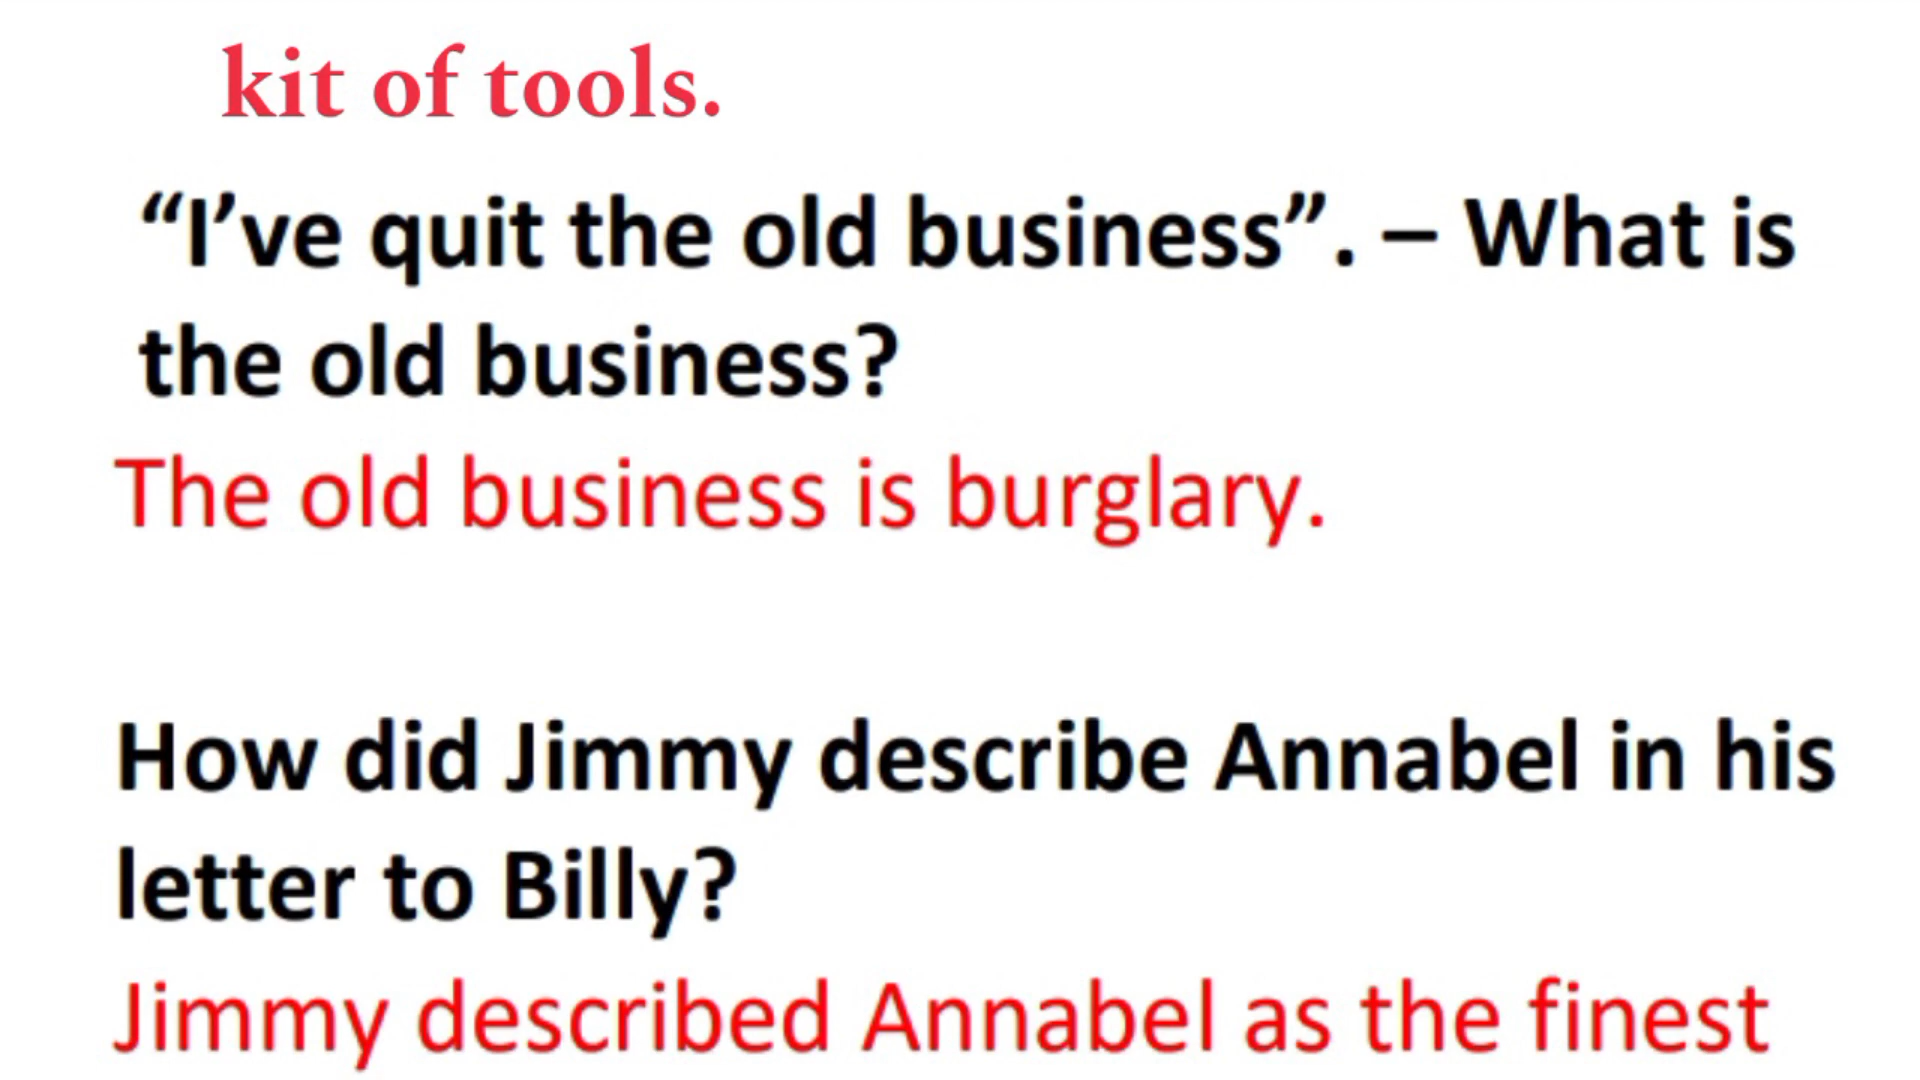 kit of tools.
“I’ve quit the old business”. – What is
the old business?
The old business is burglary.
How did Jimmy describe Annabel in his
letter to Billy?
Jimmy described Annabel as the finest